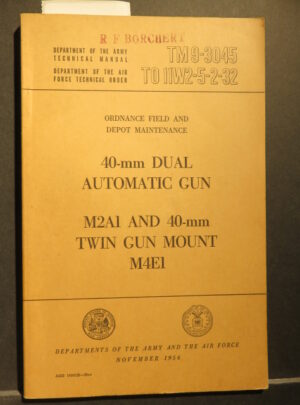 R F BORCHERT
DEPARTMENT OF THE ARMY
TECHNICAL MANUAL
DEPARTMENT OF THE AIR
FORCE TECHNICAL ORDER
TM 9-3045
TO 11W2-5-2-32
ORDNANCE FIELD AND
DEPOT MAINTENANCE
40-mm DUAL
AUTOMATIC GUN
M2A1 AND 40-mm
TWIN GUN MOUNT
M4E1
DEPARTMENTS OF THE ARMY AND THE AIR FORCE
NOVEMBER 1954